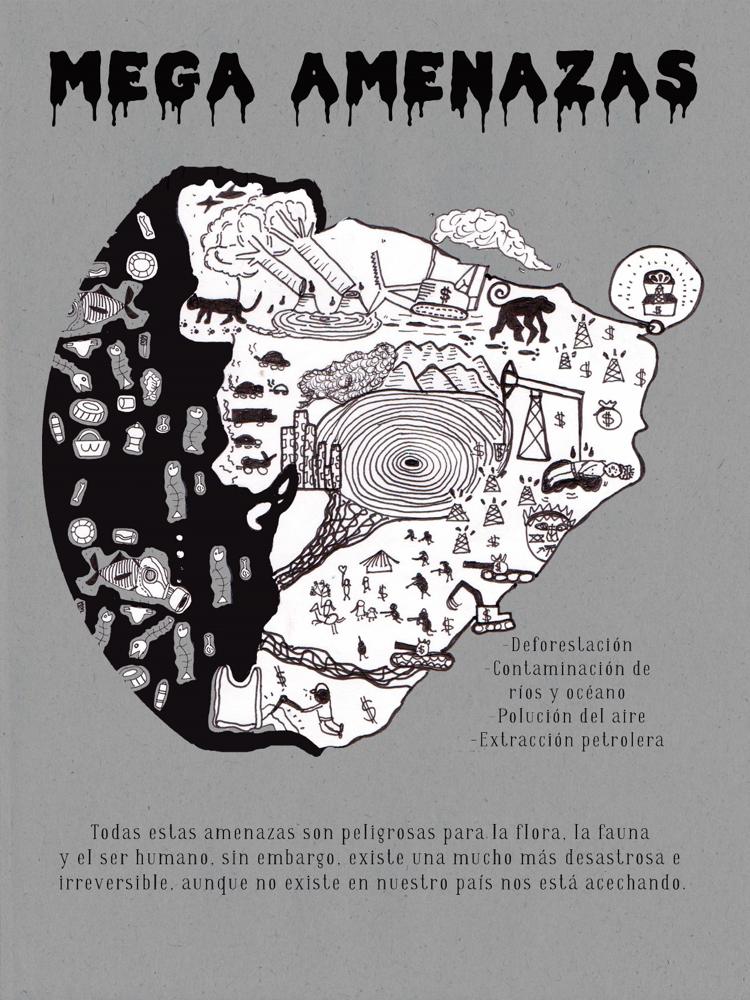 MEGA AMENAZAS
-Deforestación
-Contaminación de
ríos y océano
-Polución del aire
-Extracción petrolera
Todas estas amenazas son peligrosas para la flora, la fauna
y el ser humano, sin embargo, existe una mucho más desastrosa e
irreversible, aunque no existe en nuestro país nos está acechando.